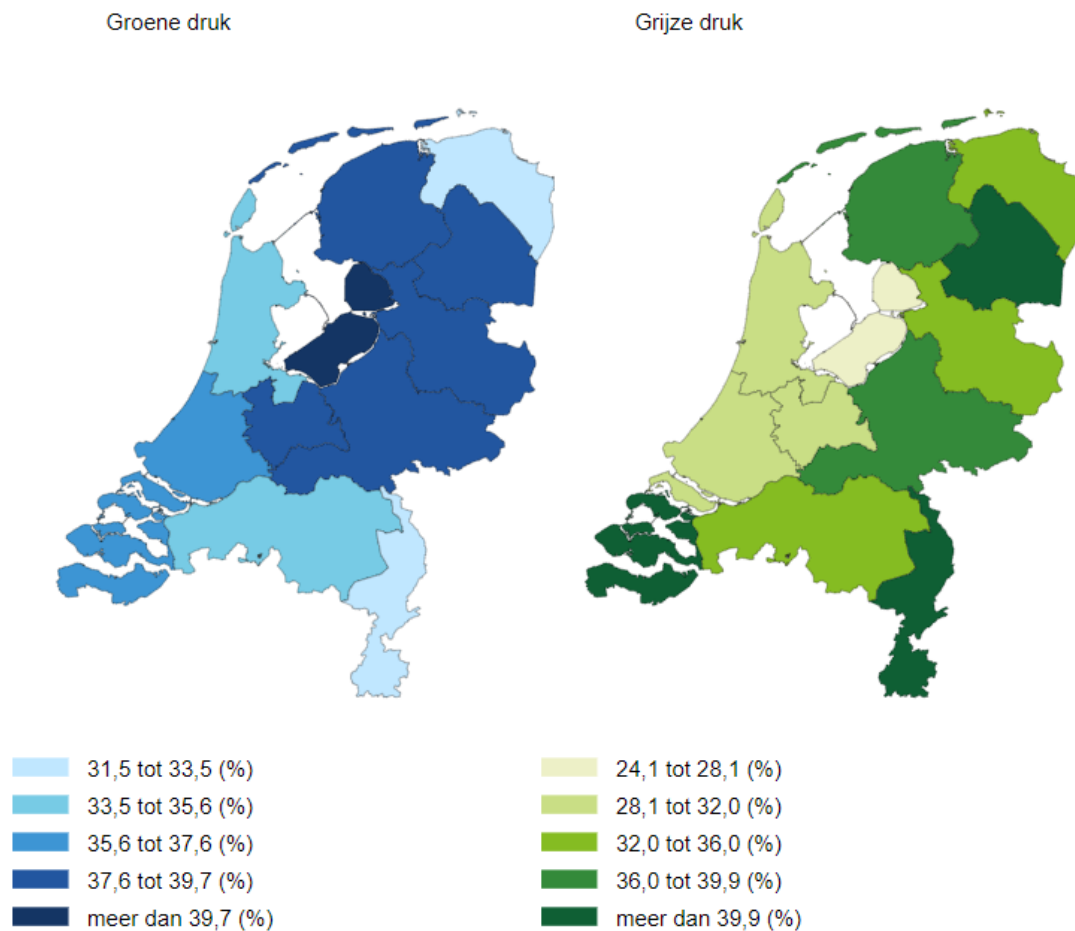 Groene druk
Grijze druk
31,5 tot 33,5 (%)
33,5 tot 35,6 (%)
35,6 tot 37,6 (%)
37,6 tot 39,7 (%)
meer dan 39,7 (%)
24,1 tot 28,1 (%)
28,1 tot 32,0 (%)
32,0 tot 36,0 (%)
36,0 tot 39,9 (%)
meer dan 39,9 (%)